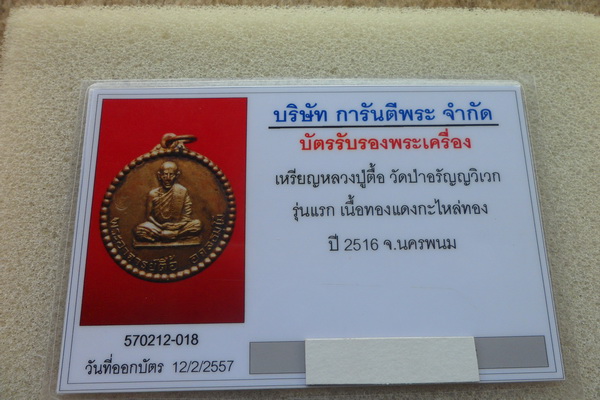 บริษัท การันตีพระ จำกัด
บัตรรับรองพระเครื่อง
เหรียญหลวงปู่ตื้อ วัดป่าอรัญญวิเวก
รุ่นแรก เนื้อทองแดงกะไหล่ทอง
ปี 2516 จ.นครพนม
570212-018
วันที่ออกบัตร 12/2/2557